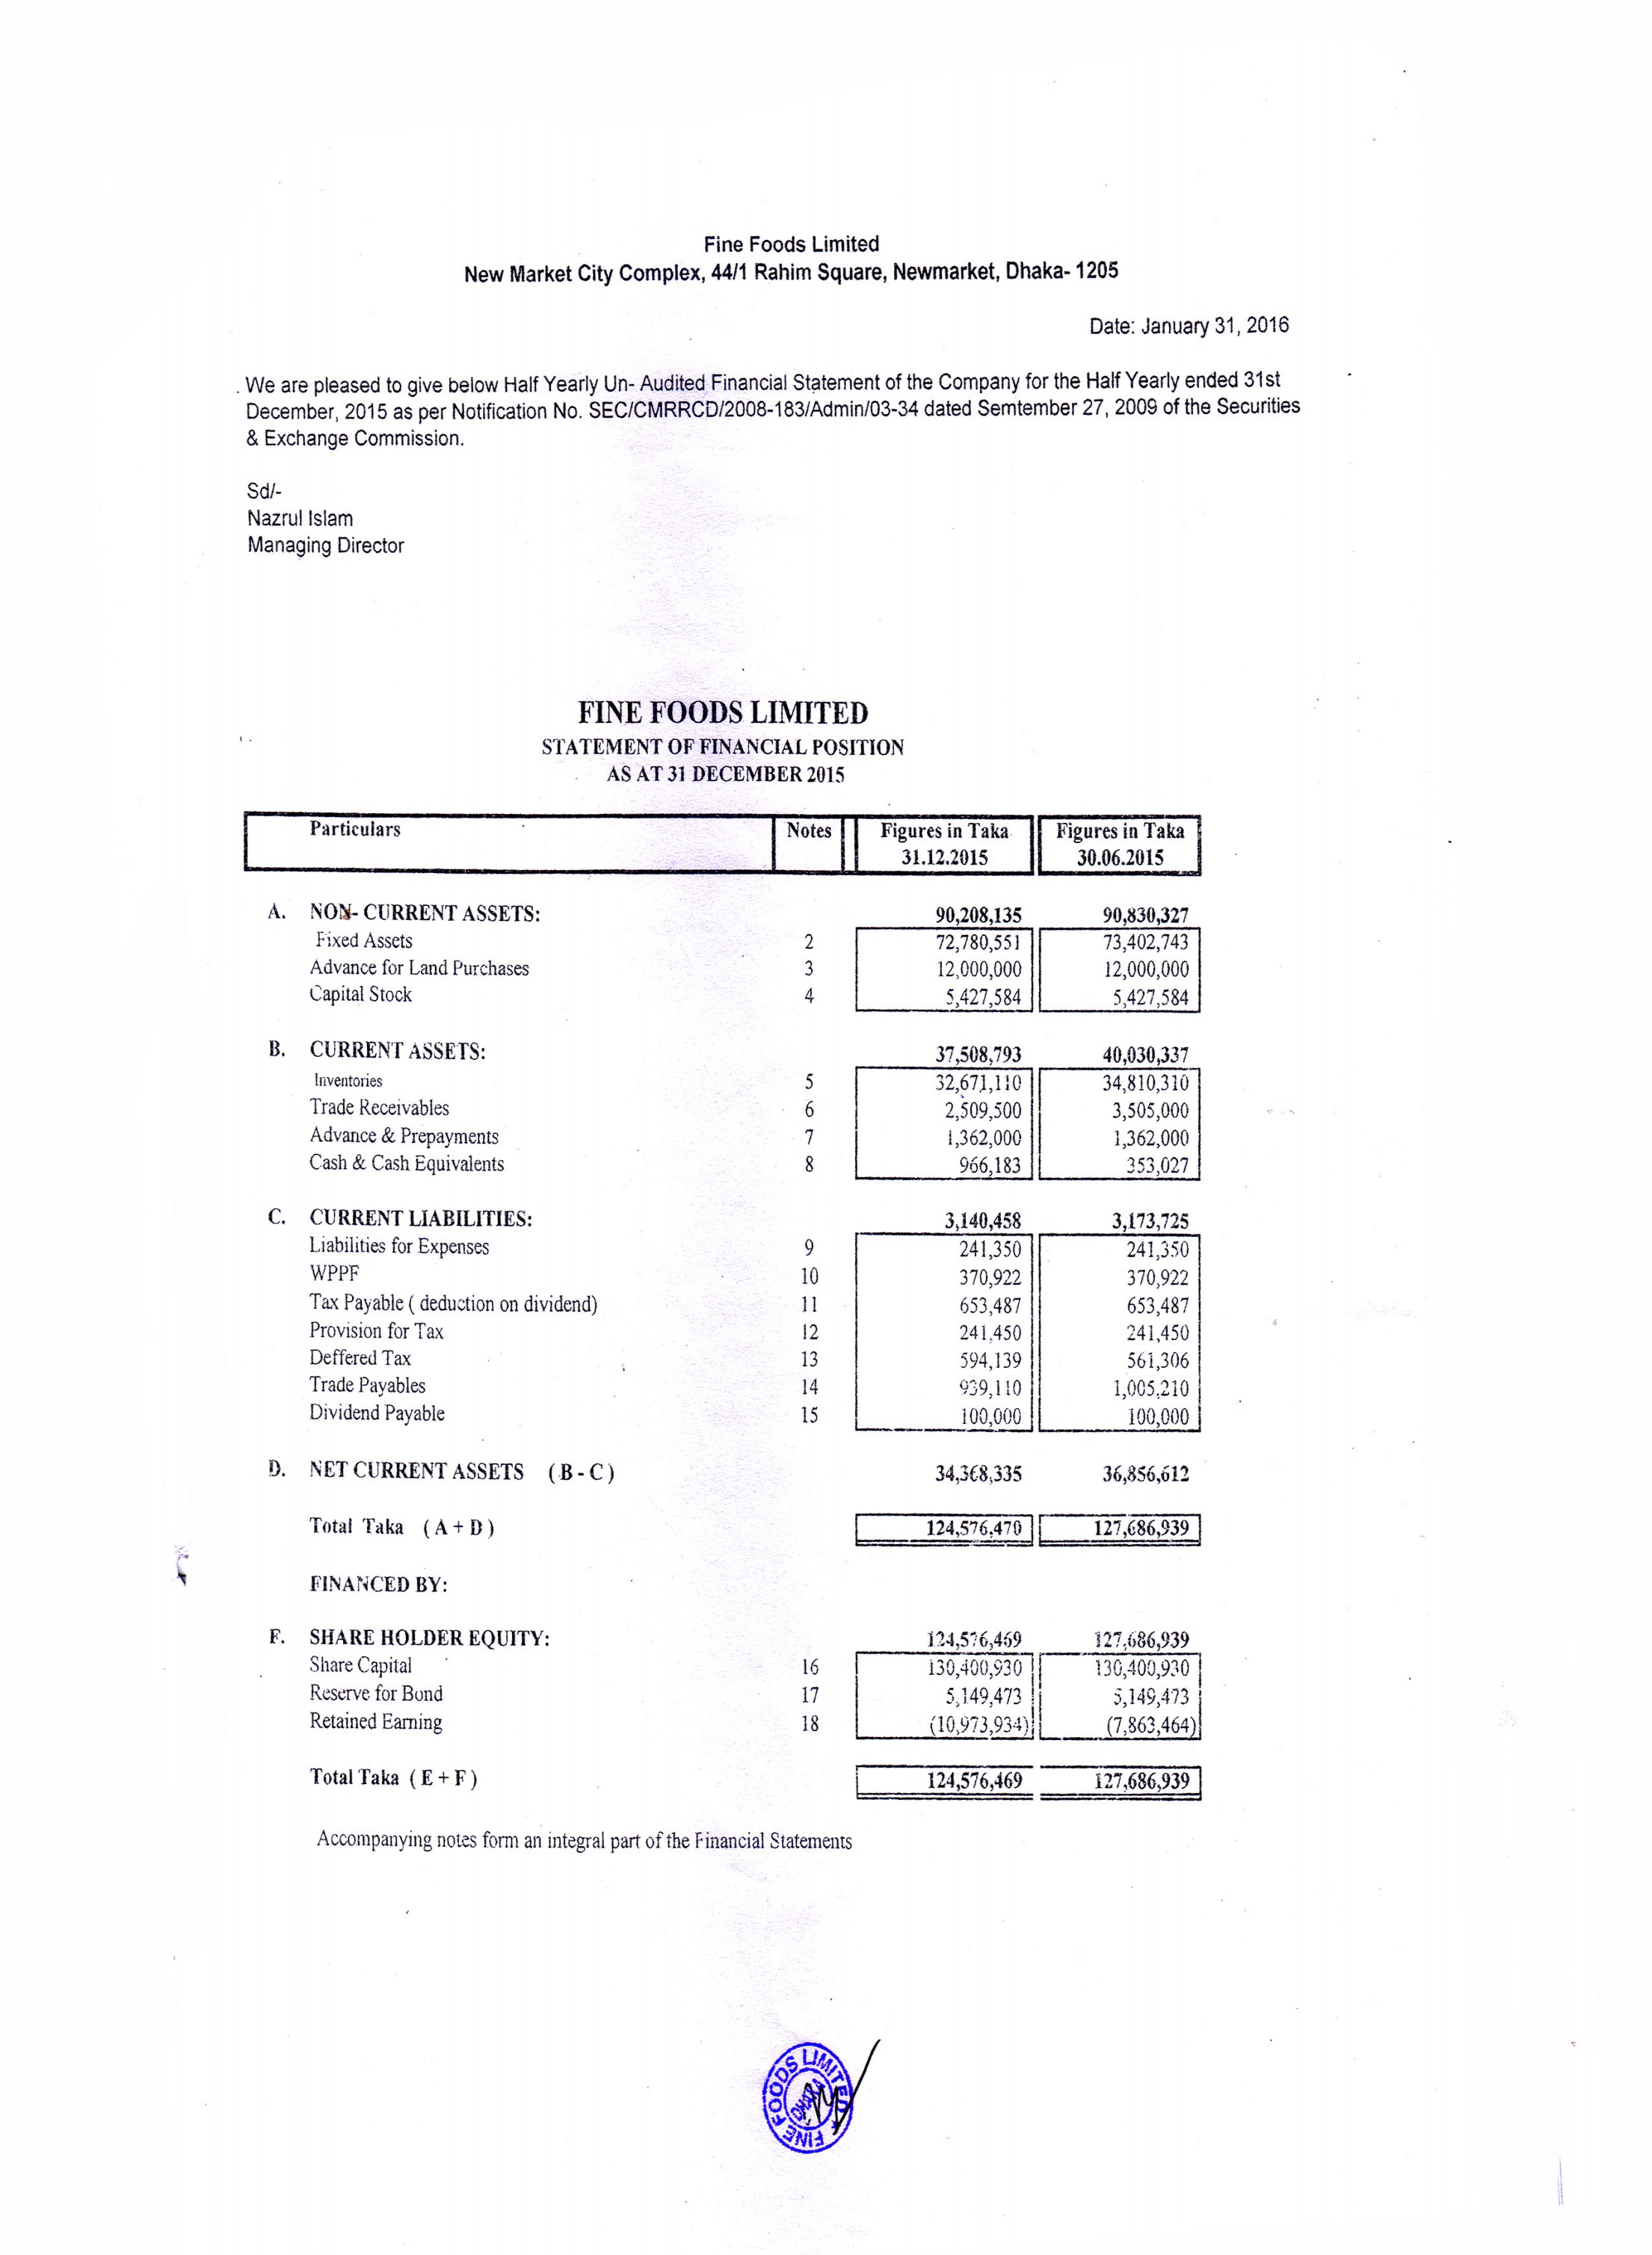 Fine Foods Limited
New Market City Complex, 44/1 Rahim Square, Newmarket, Dhaka- 1205
Date: January 31, 2016
We are pleased to give below Half Yearly Un- Audited Financial Statement of the Company for the Half Yearly ended 31st
December, 2015 as per Notification No. SEC/CMRRCD/2008-183/Admin/03-34 dated Semtember 27, 2009 of the Securities
& Exchange Commission.
Sd/-
Nazrul Islam
Managing Director
FINE FOODS LIMITED
STATEMENT OF FINANCIAL POSITION
AS AT 31 DECEMBER 2015
Particulars Notes Figures in Taka Figures in Taka
31.12.2015 30.06.2015
A. NON- CURRENT ASSETS: 90,208,135 90,830,327
Fixed Assets 2 72,780,551 73,402,743
Advance for Land Purchases 3 12,000,000 12,000,000
Capital Stock 4 5,427,584 5,427,584
B. CURRENT ASSETS: 37,508,793 40,030,337
Inventories 5 32,671,110 34,810,310
Trade Receivables 6 2,509,500 3,505,000
Advance & Prepayments 7 1,362,000 1,362,000
Cash & Cash Equivalents 8 966,183 353,027
C. CURRENT LIABILITIES: 3,140,458 3,173,725
Liabilities for Expenses 9 241,350 241,350
WPPF 10 370,922 370,922
Tax Payable ( deduction on dividend) 11 653,487 653,487
Provision for Tax 12 241,450 241,450
Deffered Tax 13 594,139 561,306
Trade Payables 14 939,110 1,005,210
Dividend Payable 15 100,000 100,000
D. NET CURRENT ASSETS ( B - C ) 34,368,335 36,856,612
Total Taka ( A + D ) 124,576,470 127,686,939
FINANCED BY:
F. SHARE HOLDER EQUITY: 124,576,469 127,686,939
Share Capital 16 130,400,930 130,400,930
Reserve for Bond 17 5,149,473 5,149,473
Retained Earning 18 (10,973,934) (7,863,464)
Total Taka ( E + F ) 124,576,469 127,686,939
Accompanying notes form an integral part of the Financial Statements
FINE FOODS LIMITED
DHAKA